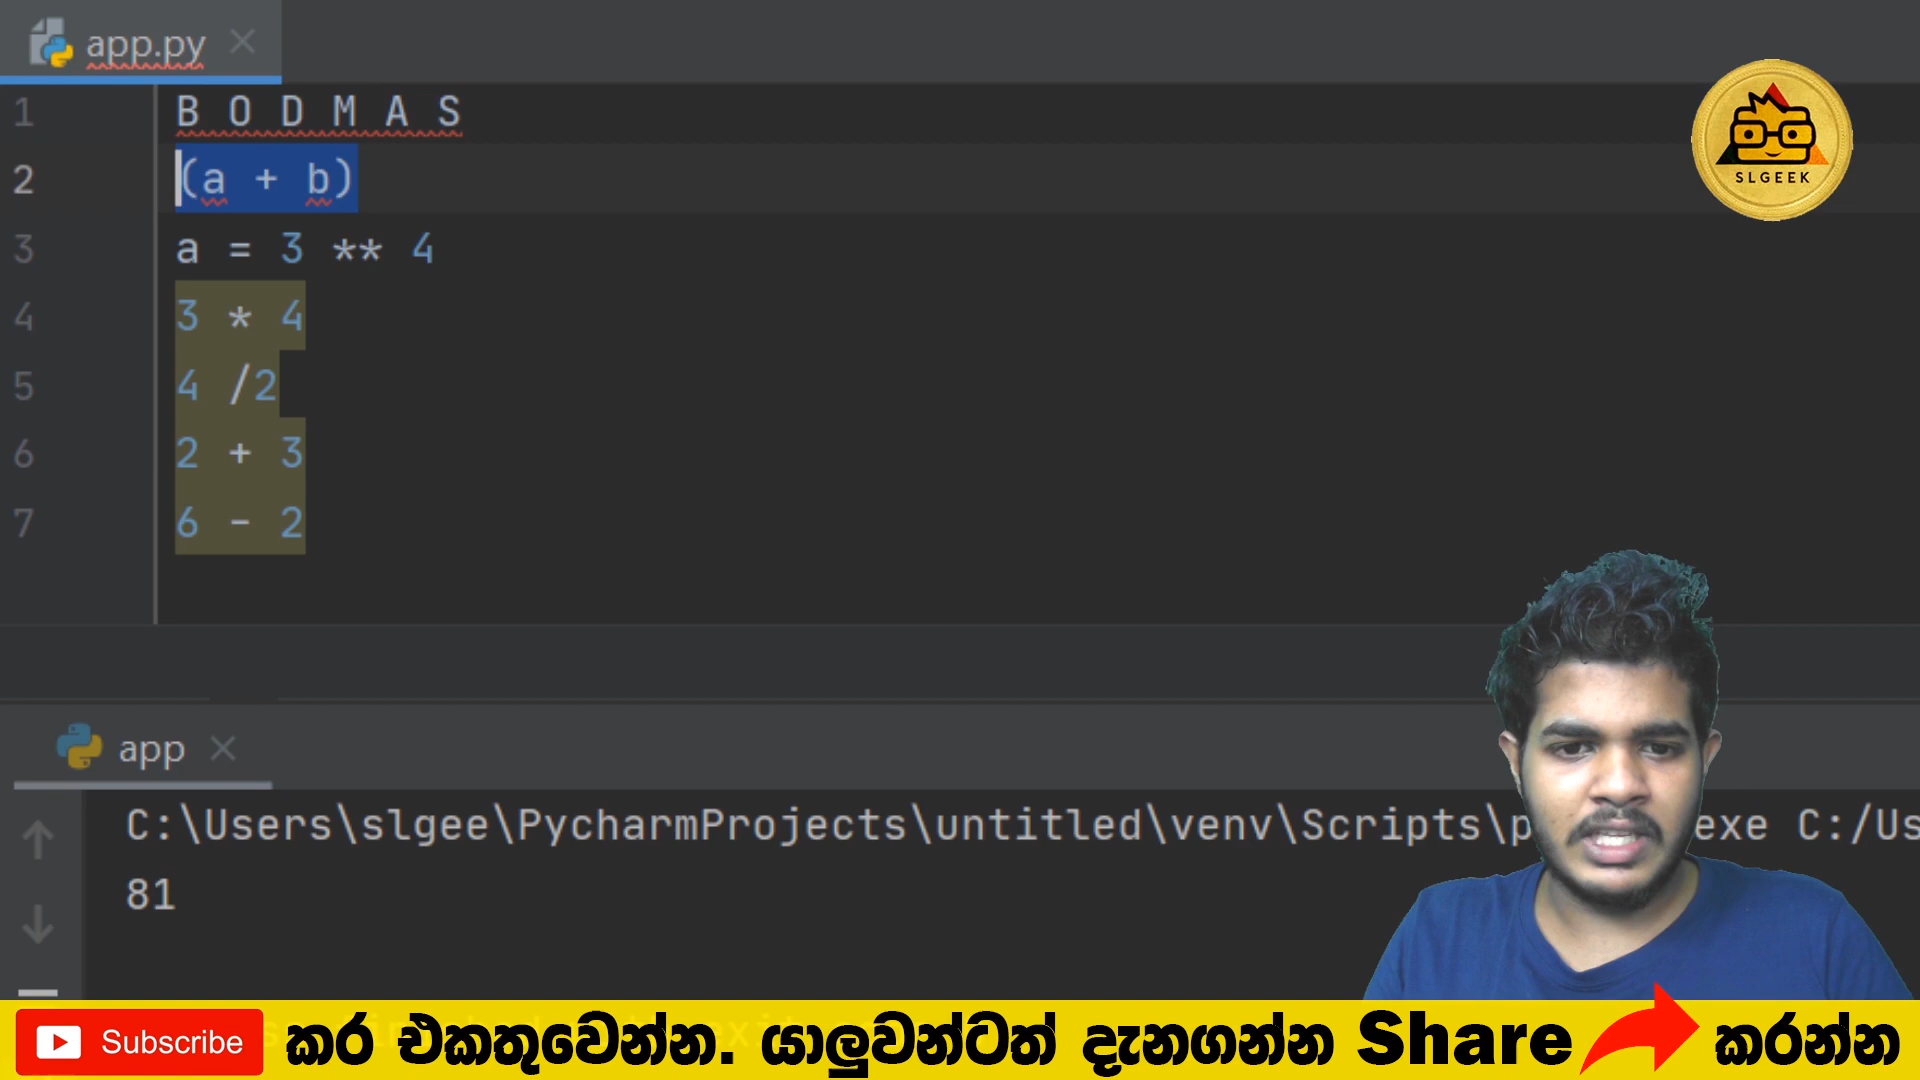 app.py
SLGEEK
1 B O D M A S
2 (a + b)
3 a = 3 ** 4
4 3 * 4
5 4 /2
6 2 + 3
7 6 - 2
app
C:\Users\slgee\PycharmProjects\untitled\venv\Scripts\p exe C:/Us
81
Subscribe කර එකතුවෙන්න. යාලුවන්ටත් දැනගන්න Share කරන්න